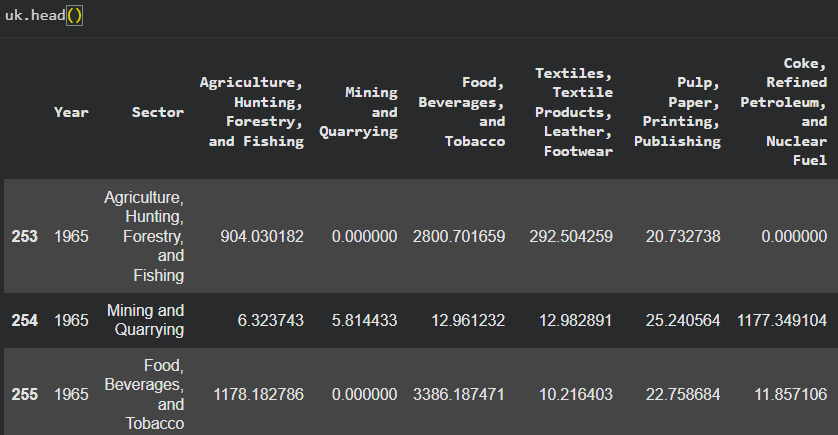 uk.head()
Year Sector Agriculture, Hunting, Forestry, and Fishing Mining and Quarrying Food, Beverages, and Tobacco Textiles, Textile Products, Leather, Footwear Pulp, Paper, Printing, Publishing Coke, Refined Petroleum, and Nuclear Fuel
253 1965 Agriculture, Hunting, Forestry, and Fishing 904.030182 0.000000 2800.701659 292.504259 20.732738 0.000000
254 1965 Mining and Quarrying 6.323743 5.814433 12.961232 12.982891 25.240564 1177.349104
255 1965 Food, Beverages, and Tobacco 1178.182786 0.000000 3386.187471 10.216403 22.758684 11.857106